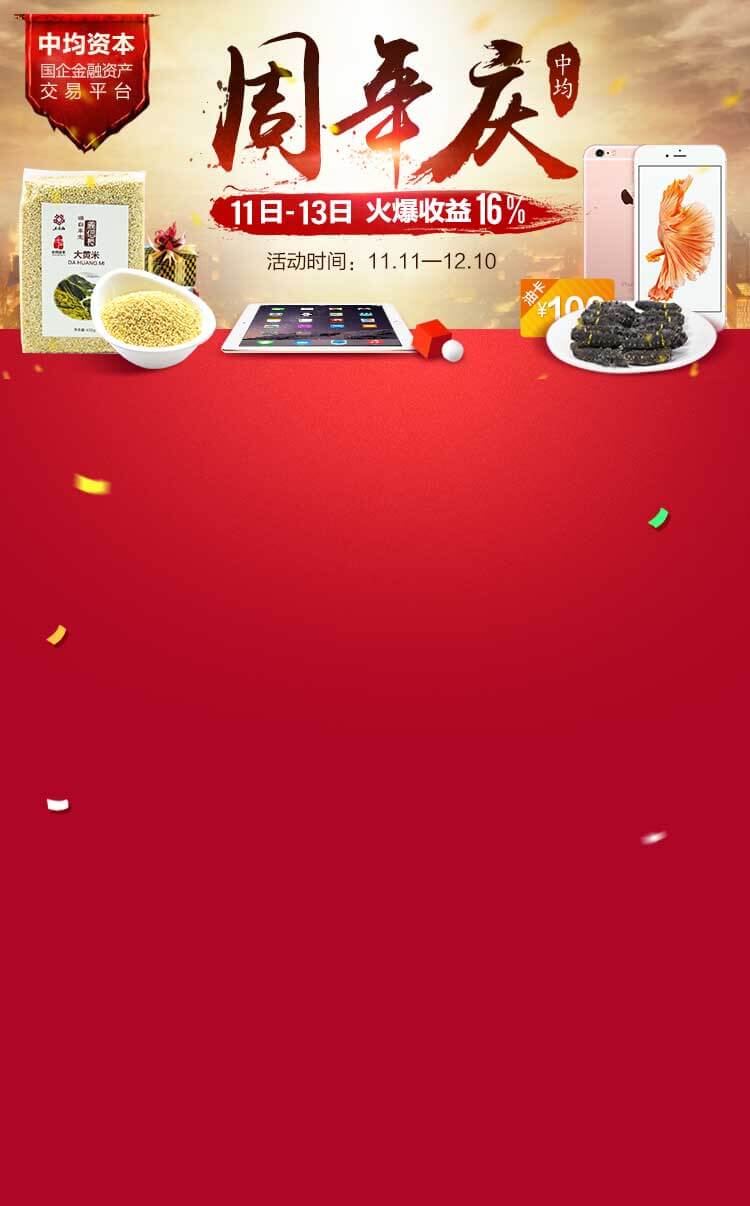 中均资本
国企金融资产
交易平台
周年庆
中均
11日-13日 火爆收益16%
活动时间：11.11—12.10
大黄米
DA HUANG MI
油卡
¥100